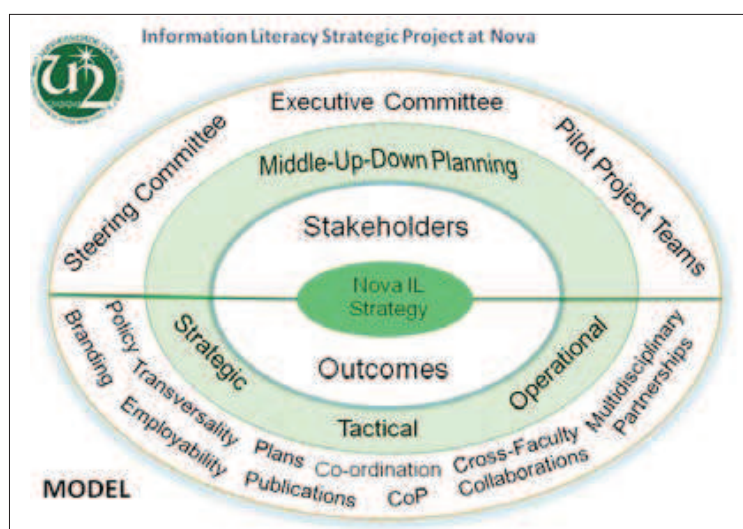 Information Literacy Strategic Project at Nova
Executive Committee
Steering Committee
Pilot Project Teams
Middle-Up-Down Planning
Stakeholders
Nova IL
Strategy
Outcomes
Strategic
Tactical
Operational
Branding
Policy
Transversality
Employability
Plans
Publications
Co-ordination
CoP
Cross-Faculty
Collaborations
Multidisciplinary
Partnerships
MODEL